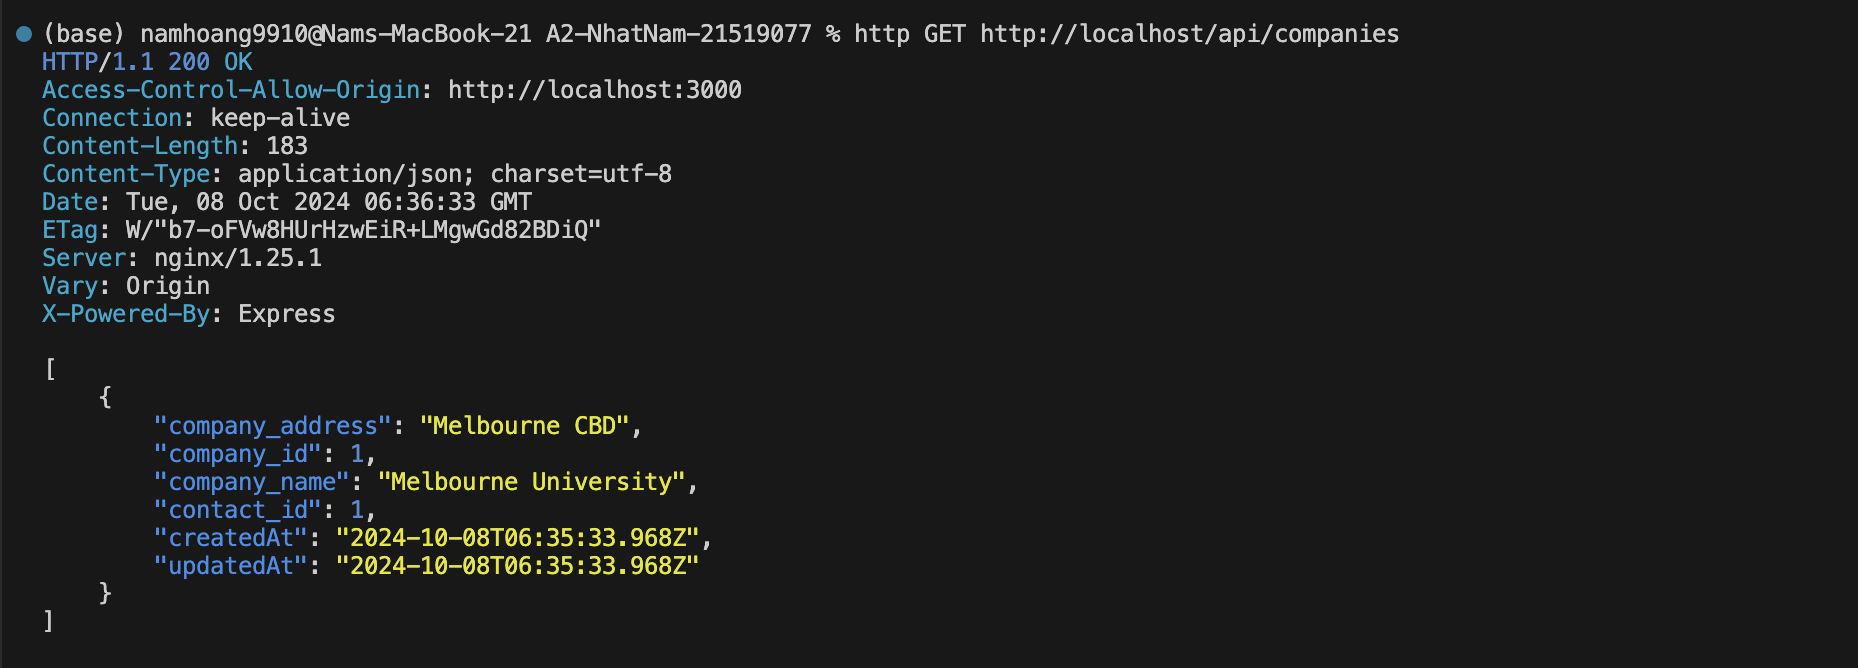 (base) namhoang9910@Nams-MacBook-21 A2-NhatNam-21519077 % http GET http://localhost/api/companies
HTTP/1.1 200 OK
Access-Control-Allow-Origin: http://localhost:3000
Connection: keep-alive
Content-Length: 183
Content-Type: application/json; charset=utf-8
Date: Tue, 08 Oct 2024 06:36:33 GMT
ETag: W/"b7-oFVw8HUrHzwEiR+LMgwGd82BDiQ"
Server: nginx/1.25.1
Vary: Origin
X-Powered-By: Express
[
    {
        "company_address": "Melbourne CBD",
        "company_id": 1,
        "company_name": "Melbourne University",
        "contact_id": 1,
        "createdAt": "2024-10-08T06:35:33.968Z",
        "updatedAt": "2024-10-08T06:35:33.968Z"
    }
]